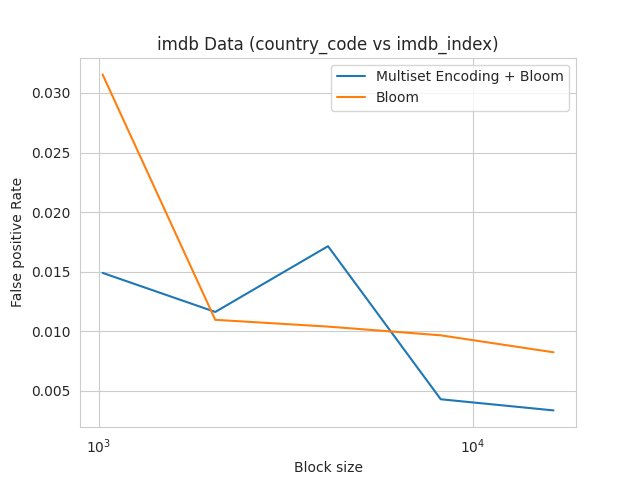 imdb Data (country_code vs imdb_index)
Multiset Encoding + Bloom
Bloom
False positive Rate
0.030
0.025
0.020
0.015
0.010
0.005
10³
10⁴
Block size